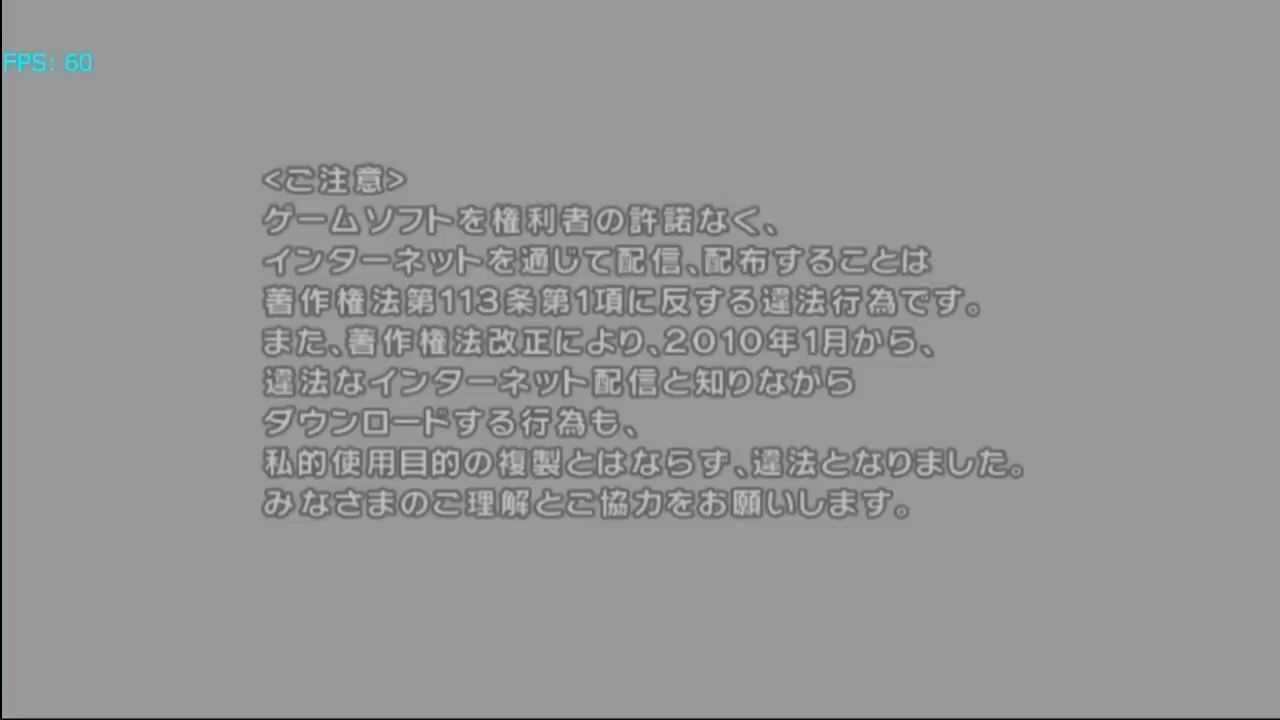 FPS: 60
<ご注意>
ゲームソフトを権利者の許諾なく、
インターネットを通じて配信、配布することは
著作権法第113条第1項に反する違法行為です。
また、著作権法改正により、2010年1月から、
違法なインターネット配信と知りながら
ダウンロードする行為も、
私的使用目的の複製とはならず、違法となりました。
みなさまのご理解とご協力をお願いします。